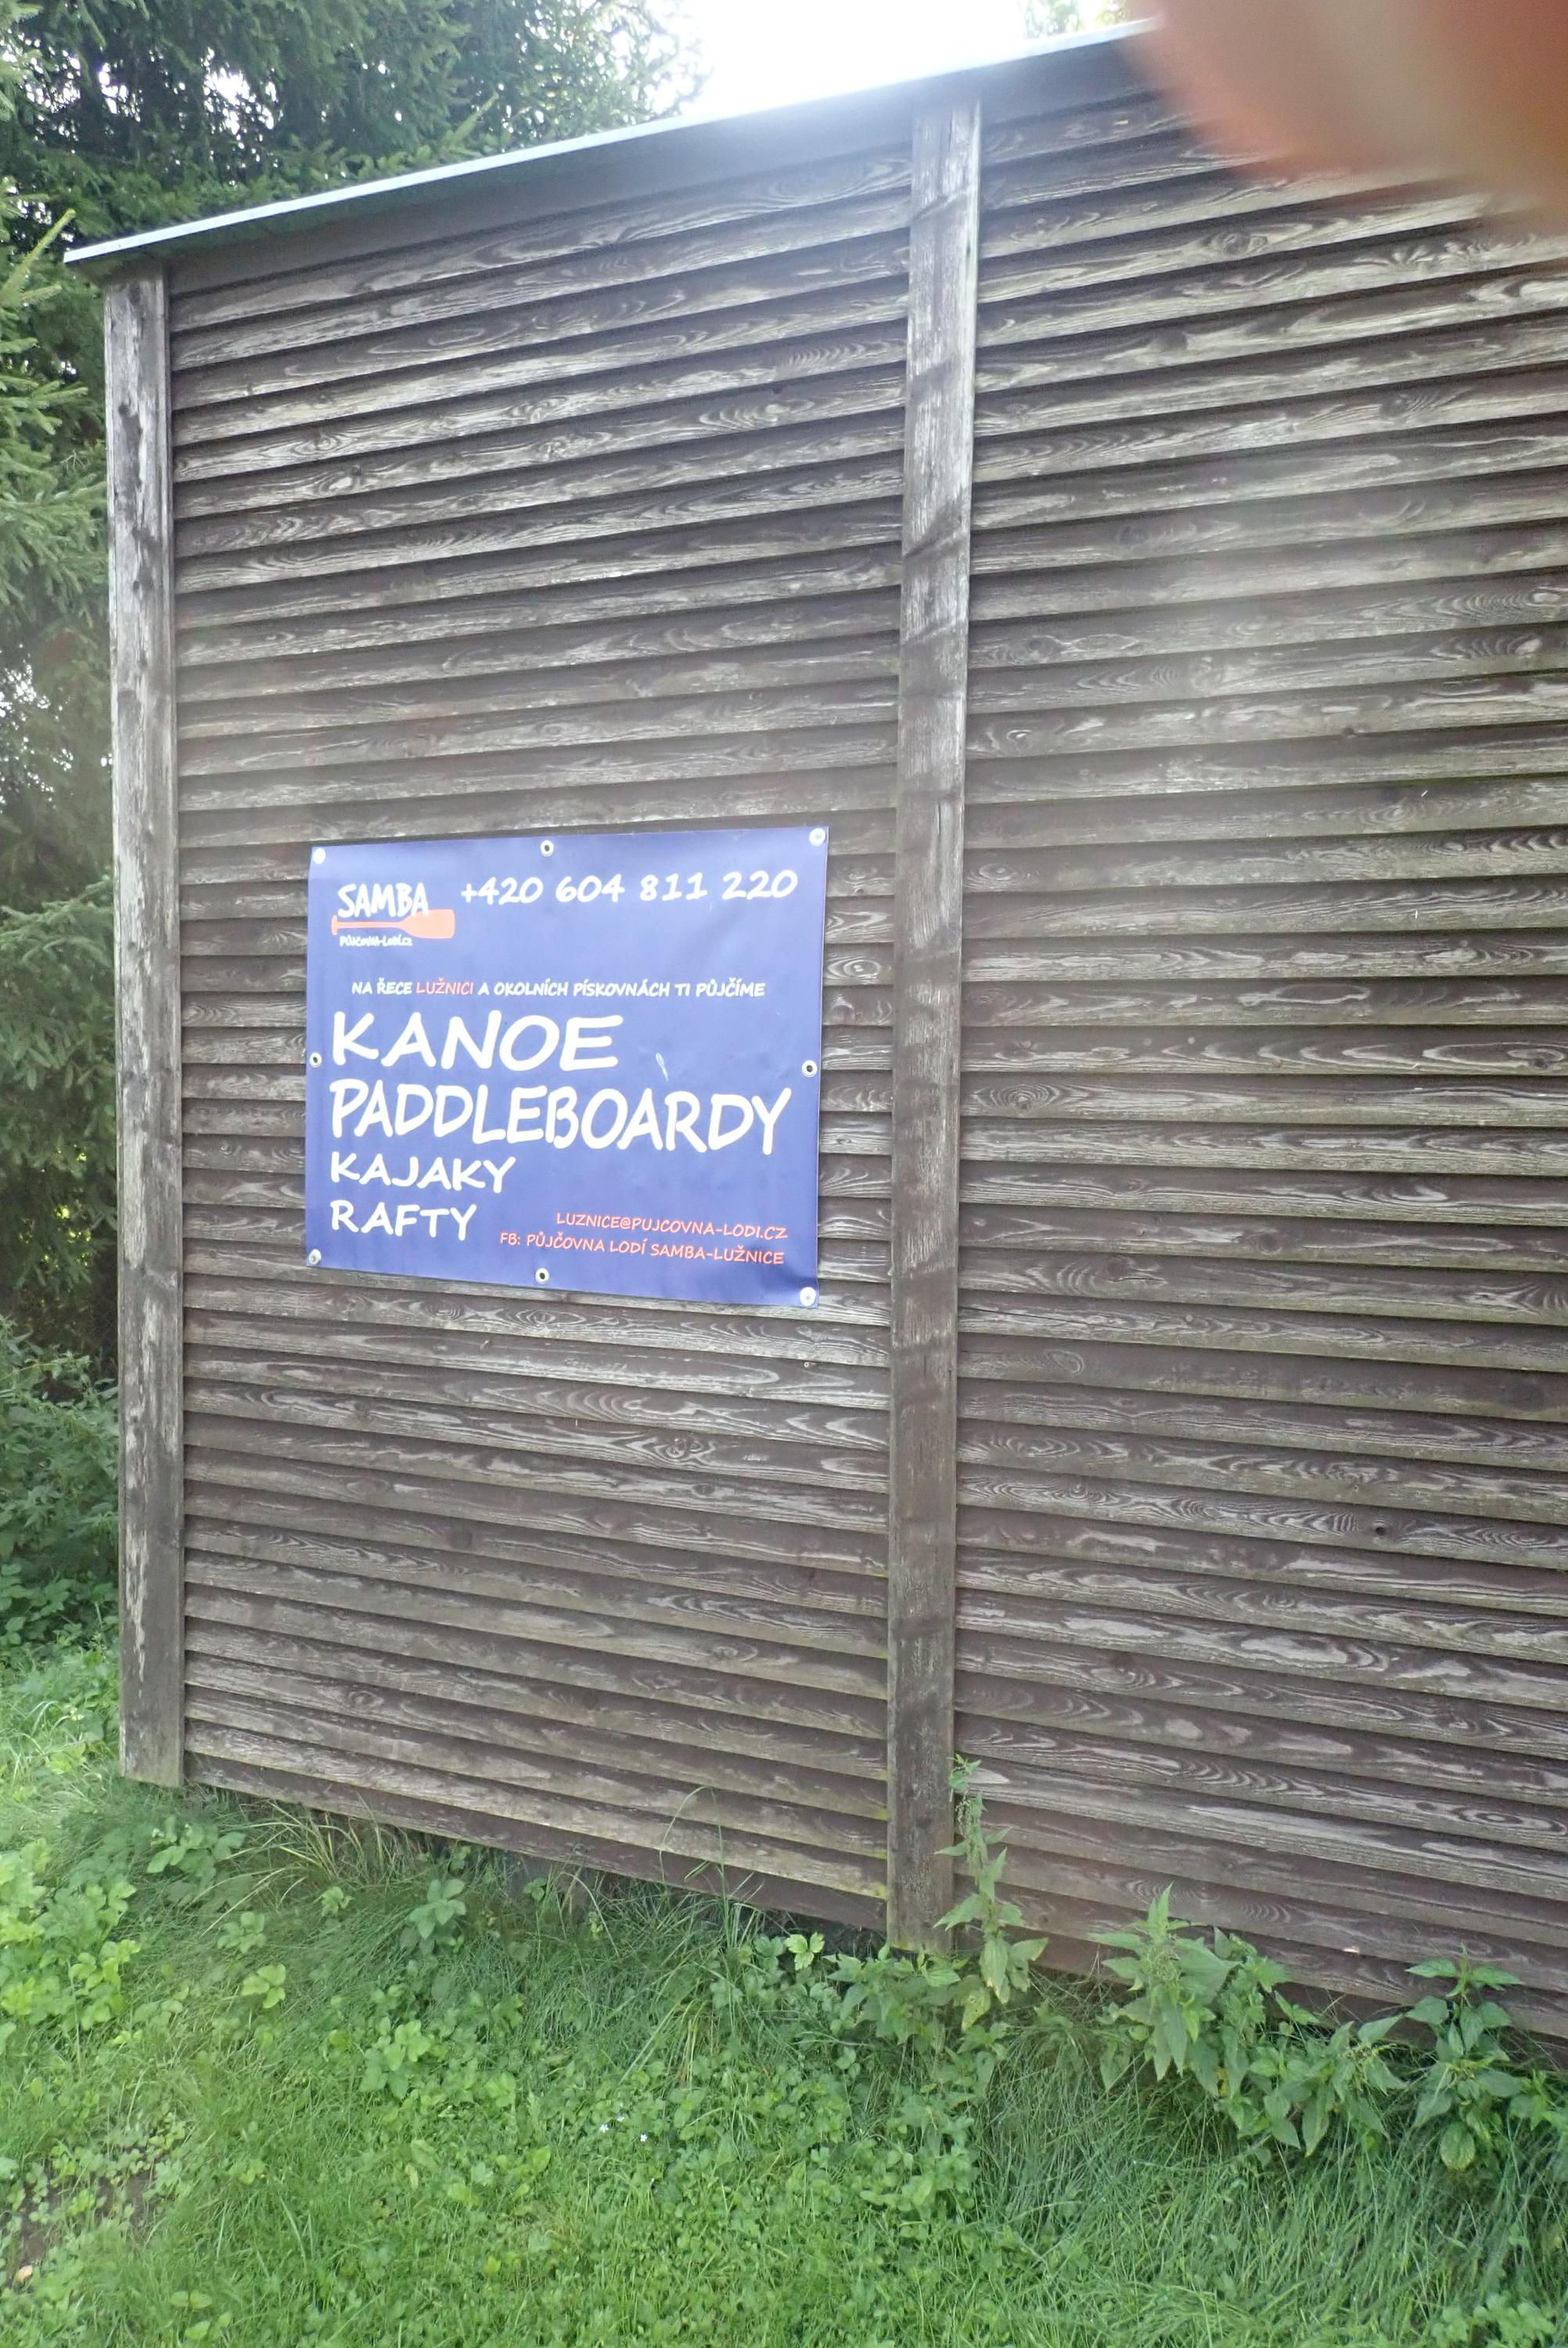 SAMBA
PŮJČOVNA-LODÍ.CZ
+420 604 811 220
NA ŘECE LUŽNICI A OKOLNÍCH PÍSKOVNÁCH TI PŮJČÍME
KANOE
PADDLEBOARDY
KAJAKY
RAFTY
LUZNICE@PUJCOVNA-LODI.CZ
FB: PŮJČOVNA LODÍ SAMBA-LUŽNICE